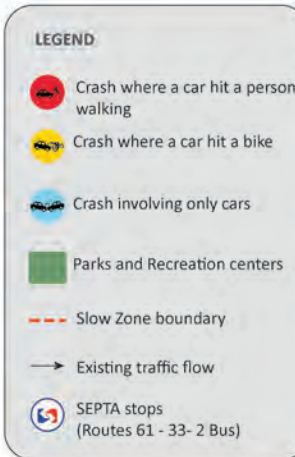 LEGEND
Crash where a car hit a person
walking
Crash where a car hit a bike
Crash involving only cars
Parks and Recreation centers
Slow Zone boundary
Existing traffic flow
SEPTA stops
(Routes 61 - 33- 2 Bus)